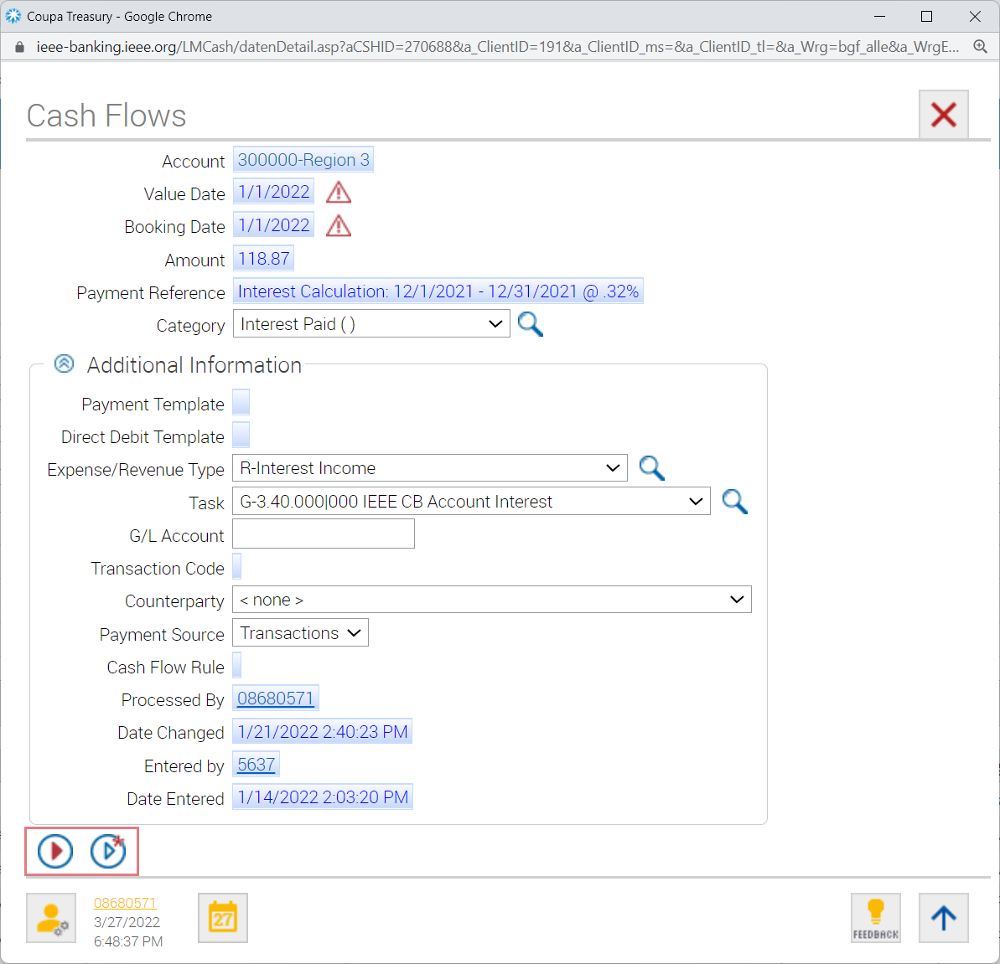 Coupa Treasury - Google Chrome
ieee-banking.ieee.org/LMCash/datenDetail.asp?aCSHID=270688&a_ClientID=191&a_ClientID_ms=&a_ClientID_tl=&a_Wrg=bgf_alle&a_WrgE...
Cash Flows
Account 300000-Region 3
Value Date 1/1/2022
Booking Date 1/1/2022
Amount 118.87
Payment Reference Interest Calculation: 12/1/2021 - 12/31/2021 @ .32%
Category Interest Paid ( )
Additional Information
Payment Template
Direct Debit Template
Expense/Revenue Type R-Interest Income
Task G-3.40.000|000 IEEE CB Account Interest
G/L Account
Transaction Code
Counterparty < none >
Payment Source Transactions
Cash Flow Rule
Processed By 08680571
Date Changed 1/21/2022 2:40:23 PM
Entered by 5637
Date Entered 1/14/2022 2:03:20 PM
08680571
3/27/2022
6:48:37 PM
27
FEEDBACK